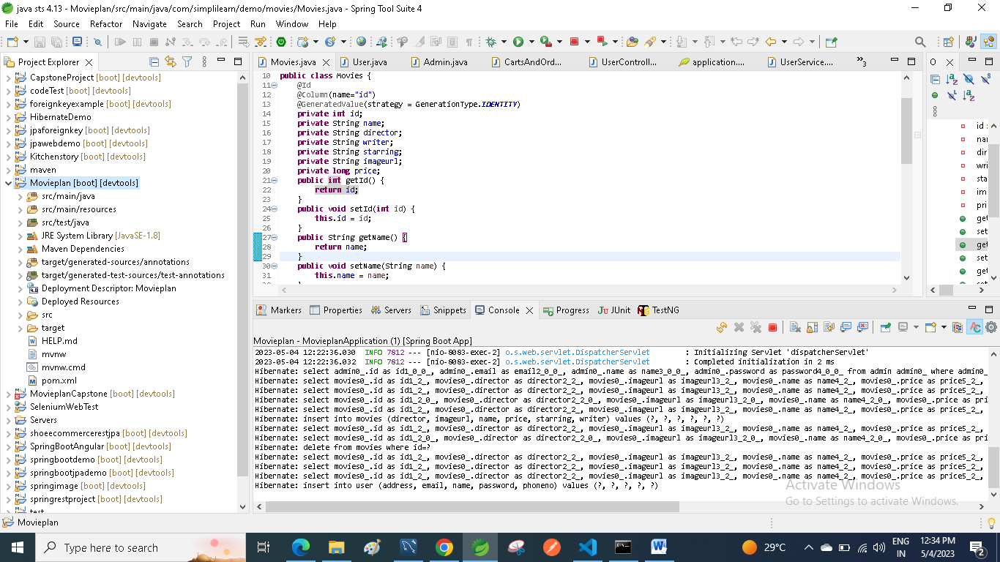 java sts 4.13 - Movieplan/src/main/java/com/simplilearn/demo/movies/Movies.java - Spring Tool Suite 4
File Edit Source Refactor Navigate Search Project Run Window Help
Project Explorer
CapstoneProject [boot] [devtools]
codeTest [boot] [devtools]
foreignkeyexample [boot] [devtools]
HibernateDemo
jpaforeignkey [boot] [devtools]
jpawebdemo [boot] [devtools]
Kitchenstory [boot] [devtools]
maven
Movieplan [boot] [devtools]
src/main/java
src/main/resources
src/test/java
JRE System Library [JavaSE-1.8]
Maven Dependencies
target/generated-sources/annotations
target/generated-test-sources/test-annotations
Deployment Descriptor: Movieplan
Deployed Resources
src
target
HELP.md
mvnw
mvnw.cmd
pom.xml
MovieplanCapstone [boot] [devtools]
SeleniumWebTest
Servers
shoeecommercerestjpa [boot] [devtools]
SpringBootAngular [boot] [devtools]
springbootdemo [boot] [devtools]
springbootjpademo [boot] [devtools]
springimage [boot] [devtools]
springrestproject [boot] [devtools]
test
Movies.java User.java Admin.java CartsAndOrd... UserControll... application.... UserService.... 3
10 public class Movies {
11 @Id
12 @Column(name="id")
13 @GeneratedValue(strategy = GenerationType.IDENTITY)
14 private int id;
15 private String name;
16 private String director;
17 private String writer;
18 private String starring;
19 private String imageurl;
20 private long price;
21 public int getId() {
22 return id;
23 }
24 public void setId(int id) {
25 this.id = id;
26 }
27 public String getName() {
28 return name;
29 }
30 public void setName(String name) {
31 this.name = name;
O
id :
nar
dir
wri
sta
im
pri
get
set
get
set
get
Markers Properties Servers Snippets Console Progress JUnit TestNG
Movieplan - MovieplanApplication (1) [Spring Boot App]
2023-05-04 12:22:36.030 INFO 7812 --- [nio-8083-exec-2] o.s.web.servlet.DispatcherServlet : Initializing Servlet 'dispatcherServlet'
2023-05-04 12:22:36.032 INFO 7812 --- [nio-8083-exec-2] o.s.web.servlet.DispatcherServlet : Completed initialization in 2 ms
Hibernate: select admin0_.id as id1_0_0_, admin0_.email as email2_0_0_, admin0_.name as name3_0_0_, admin0_.password as password4_0_0_ from admin admin0_ where admin0_
Hibernate: select movies0_.id as id1_2_, movies0_.director as director2_2_, movies0_.imageurl as imageurl3_2_, movies0_.name as name4_2_, movies0_.price as price5_2_,
Hibernate: select movies0_.id as id1_2_, movies0_.director as director2_2_, movies0_.imageurl as imageurl3_2_, movies0_.name as name4_2_, movies0_.price as price5_2_,
Hibernate: select movies0_.id as id1_2_0_, movies0_.director as director2_2_0_, movies0_.imageurl as imageurl3_2_0_, movies0_.name as name4_2_0_, movies0_.price as pri
Hibernate: select movies0_.id as id1_2_, movies0_.director as director2_2_, movies0_.imageurl as imageurl3_2_, movies0_.name as name4_2_, movies0_.price as price5_2_,
Hibernate: insert into movies (director, imageurl, name, price, starring, writer) values (?, ?, ?, ?, ?, ?)
Hibernate: select movies0_.id as id1_2_, movies0_.director as director2_2_, movies0_.imageurl as imageurl3_2_, movies0_.name as name4_2_, movies0_.price as price5_2_,
Hibernate: select movies0_.id as id1_2_0_, movies0_.director as director2_2_0_, movies0_.imageurl as imageurl3_2_0_, movies0_.name as name4_2_0_, movies0_.price as pri
Hibernate: delete from movies where id=?
Hibernate: select movies0_.id as id1_2_, movies0_.director as director2_2_, movies0_.imageurl as imageurl3_2_, movies0_.name as name4_2_, movies0_.price as price5_2_,
Hibernate: select movies0_.id as id1_2_, movies0_.director as director2_2_, movies0_.imageurl as imageurl3_2_, movies0_.name as name4_2_, movies0_.price as price5_2_,
Hibernate: select movies0_.id as id1_2_, movies0_.director as director2_2_, movies0_.imageurl as imageurl3_2_, movies0_.name as name4_2_, movies0_.price as price5_2_,
Hibernate: insert into user (address, email, name, password, phoneno) values (?, ?, ?, ?, ?)
Activate Windows
Go to Settings to activate Windows.
Movieplan
Type here to search
29°C
ENG
IN
12:34 PM
5/4/2023
2